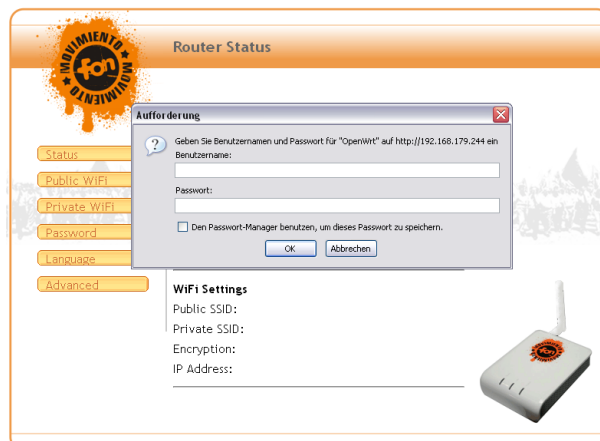 MOVIMIENTO
fon
MOVIMIENTO
Router Status
Aufforderung
Geben Sie Benutzernamen und Passwort für "OpenWrt" auf http://192.168.179.244 ein
Benutzername:
Passwort:
Den Passwort-Manager benutzen, um dieses Passwort zu speichern.
OK
Abbrechen
Status
Public WiFi
Private WiFi
Password
Language
Advanced
WiFi Settings
Public SSID:
Private SSID:
Encryption:
IP Address:
fon